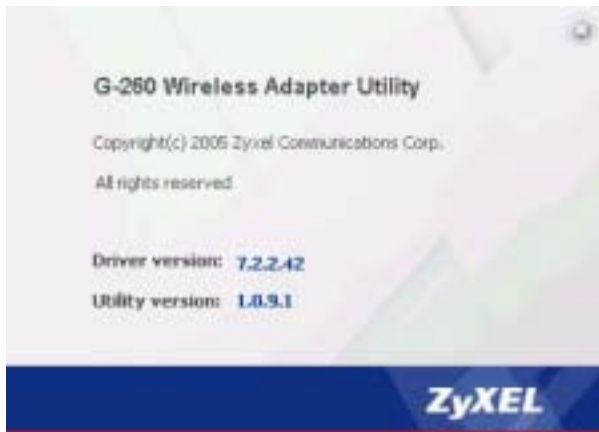 G-260 Wireless Adapter Utility
Copyright(c) 2005 Zyxel Communications Corp.
All rights reserved
Driver version: 7.2.2.42
Utility version: 1.0.9.1
ZyXEL